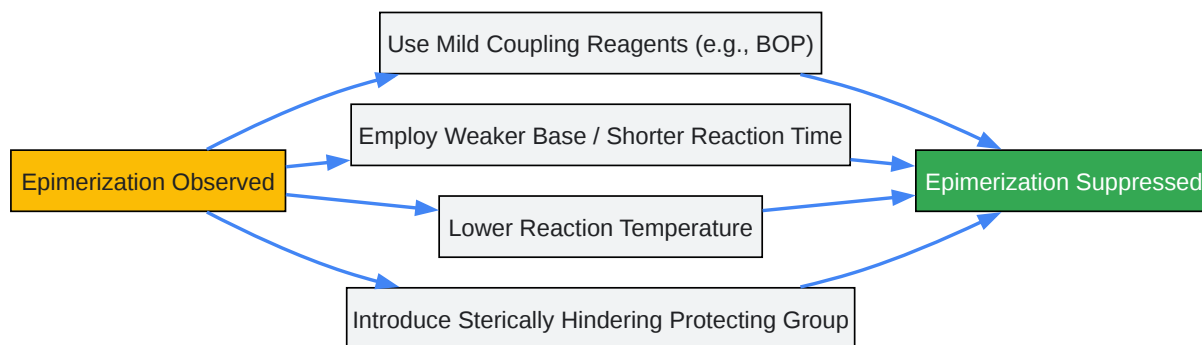 Use Mild Coupling Reagents (e.g., BOP)
Employ Weaker Base / Shorter Reaction Time
Epimerization Observed
Epimerization Suppressed
Lower Reaction Temperature
Introduce Sterically Hindering Protecting Group